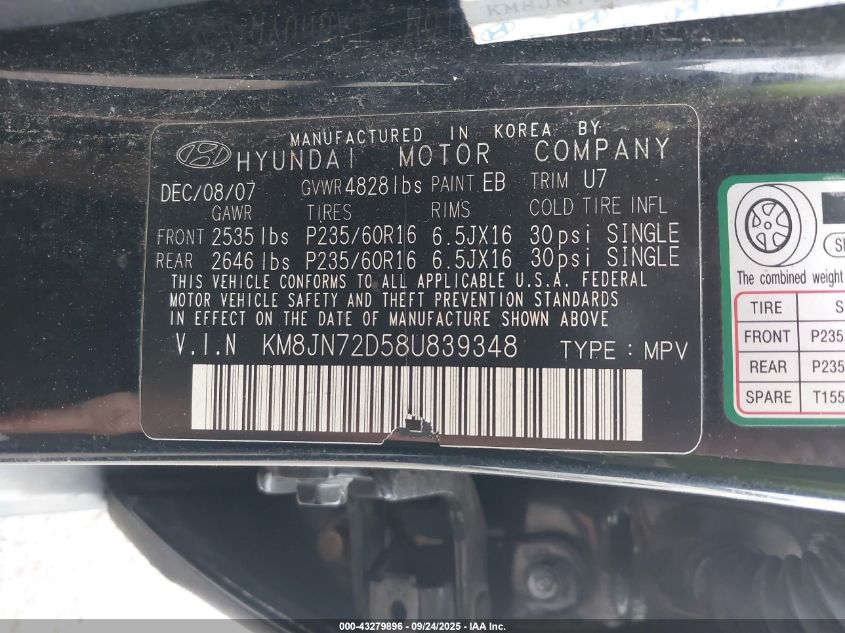 KM8JN7
MANUFACTURED IN KOREA BY
HYUNDAI MOTOR COMPANY
DEC/08/07 GVWR 4828 lbs PAINT EB TRIM U7
GAWR TIRES RIMS COLD TIRE INFL
FRONT 2535 lbs P235/60R16 6.5JX16 30psi SINGLE
REAR 2646 lbs P235/60R16 6.5JX16 30psi SINGLE
THIS VEHICLE CONFORMS TO ALL APPLICABLE U.S.A. FEDERAL
MOTOR VEHICLE SAFETY AND THEFT PREVENTION STANDARDS
IN EFFECT ON THE DATE OF MANUFACTURE SHOWN ABOVE
V.I.N KM8JN72D58U839348 TYPE : MPV
The combined weight
TIRE S
FRONT P235
REAR P235
SPARE T155
000-43279896 - 09/24/2025 - www.iaai.com